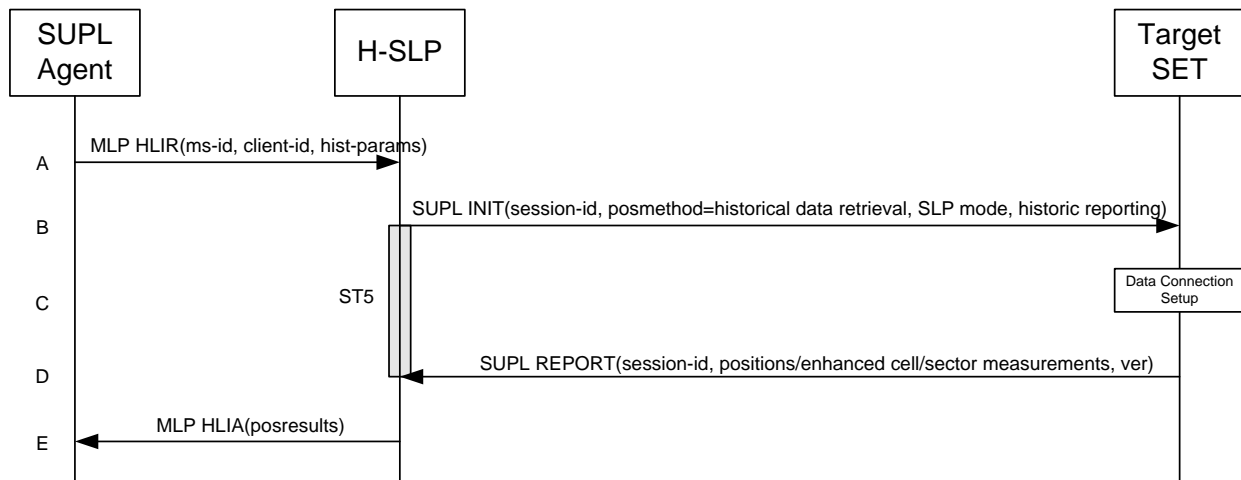 SUPL
Agent
H-SLP
Target
SET
A
MLP HLIR(ms-id, client-id, hist-params)
B
SUPL INIT(session-id, posmethod=historical data retrieval, SLP mode, historic reporting)
C
ST5
Data Connection
Setup
D
SUPL REPORT(session-id, positions/enhanced cell/sector measurements, ver)
E
MLP HLIA(posresults)